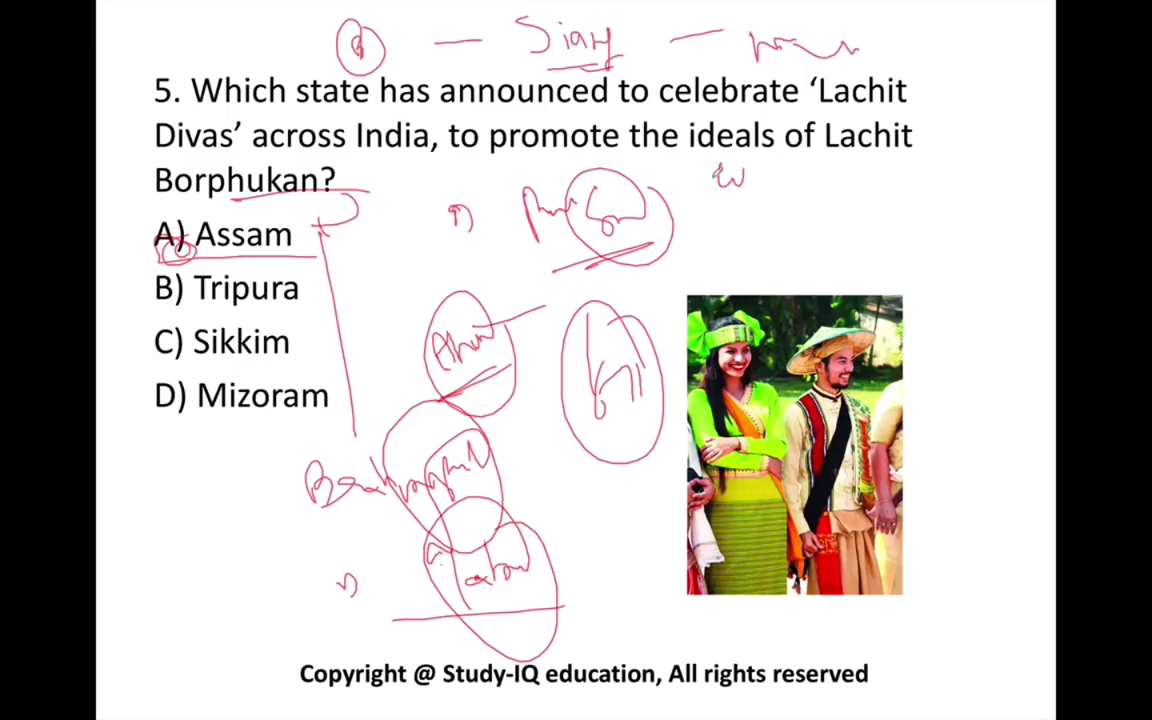 5. Which state has announced to celebrate ‘Lachit
Divas’ across India, to promote the ideals of Lachit
Borphukan?
A) Assam
B) Tripura
C) Sikkim
D) Mizoram
Copyright @ Study-IQ education, All rights reserved